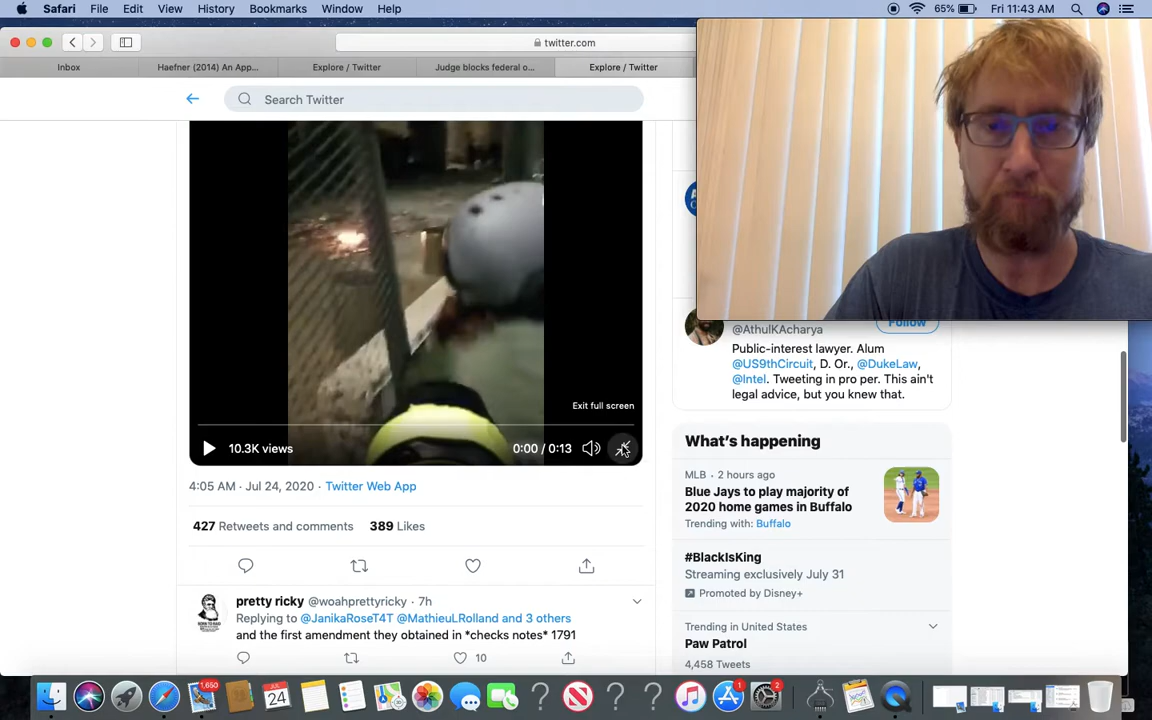 Safari File Edit View History Bookmarks Window Help 65% Fri 11:43 AM
twitter.com
Inbox Haefner (2014) An App... Explore / Twitter Judge blocks federal o... Explore / Twitter
Search Twitter
Exit full screen
10.3K views 0:00 / 0:13
4:05 AM · Jul 24, 2020 · Twitter Web App
427 Retweets and comments 389 Likes
pretty ricky @woahprettyricky · 7h
Replying to @JanikaRoseT4T @MathieuLRolland and 3 others
and the first amendment they obtained in *checks notes* 1791
10
@AthulKAcharya
Follow
Public-interest lawyer. Alum
@US9thCircuit, D. Or., @DukeLaw,
@Intel. Tweeting in pro per. This ain't
legal advice, but you knew that.
What's happening
MLB · 2 hours ago
Blue Jays to play majority of
2020 home games in Buffalo
Trending with: Buffalo
#BlackIsKing
Streaming exclusively July 31
Promoted by Disney+
Trending in United States
Paw Patrol
4,458 Tweets
1,650
24
1
2